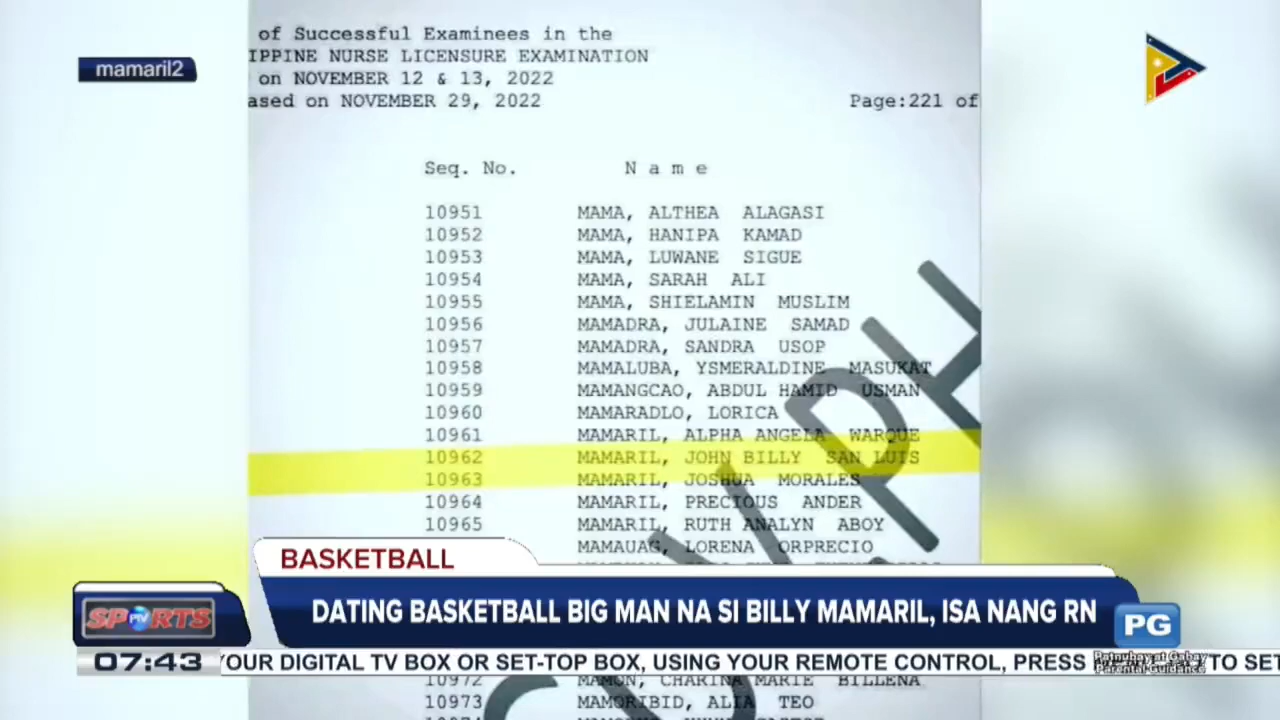 of Successful Examinees in the
IPPINE NURSE LICENSURE EXAMINATION
on NOVEMBER 12 & 13, 2022
ased on NOVEMBER 29, 2022
Page:221 of
mamaril2
Seq. No. N a m e
10951 MAMA, ALTHEA ALAGASI
10952 MAMA, HANIPA KAMAD
10953 MAMA, LUWANE SIGUE
10954 MAMA, SARAH ALI
10955 MAMA, SHIELAMIN MUSLIM
10956 MAMADRA, JULAINE SAMAD
10957 MAMADRA, SANDRA USOP
10958 MAMALUBA, YSMERALDINE MASUKAT
10959 MAMANGCAO, ABDUL HAMID USMAN
10960 MAMARADLO, LORICA
10961 MAMARIL, ALPHA ANGELA WARQUE
10962 MAMARIL, JOHN BILLY SAN LUIS
10963 MAMARIL, JOSHUA MORALES
10964 MAMARIL, PRECIOUS ANDER
10965 MAMARIL, RUTH ANALYN ABOY
MAMAUAG, LORENA ORPRECIO
BASKETBALL
DATING BASKETBALL BIG MAN NA SI BILLY MAMARIL, ISA NANG RN
PTV SPORTS
PG
Patnubay at Gabay
Parental Guidance
07:43
YOUR DIGITAL TV BOX OR SET-TOP BOX, USING YOUR REMOTE CONTROL, PRESS
TO SET
10972 MAMON, CHARINA MARIE BILLENA
10973 MAMORIBID, ALIA TEO